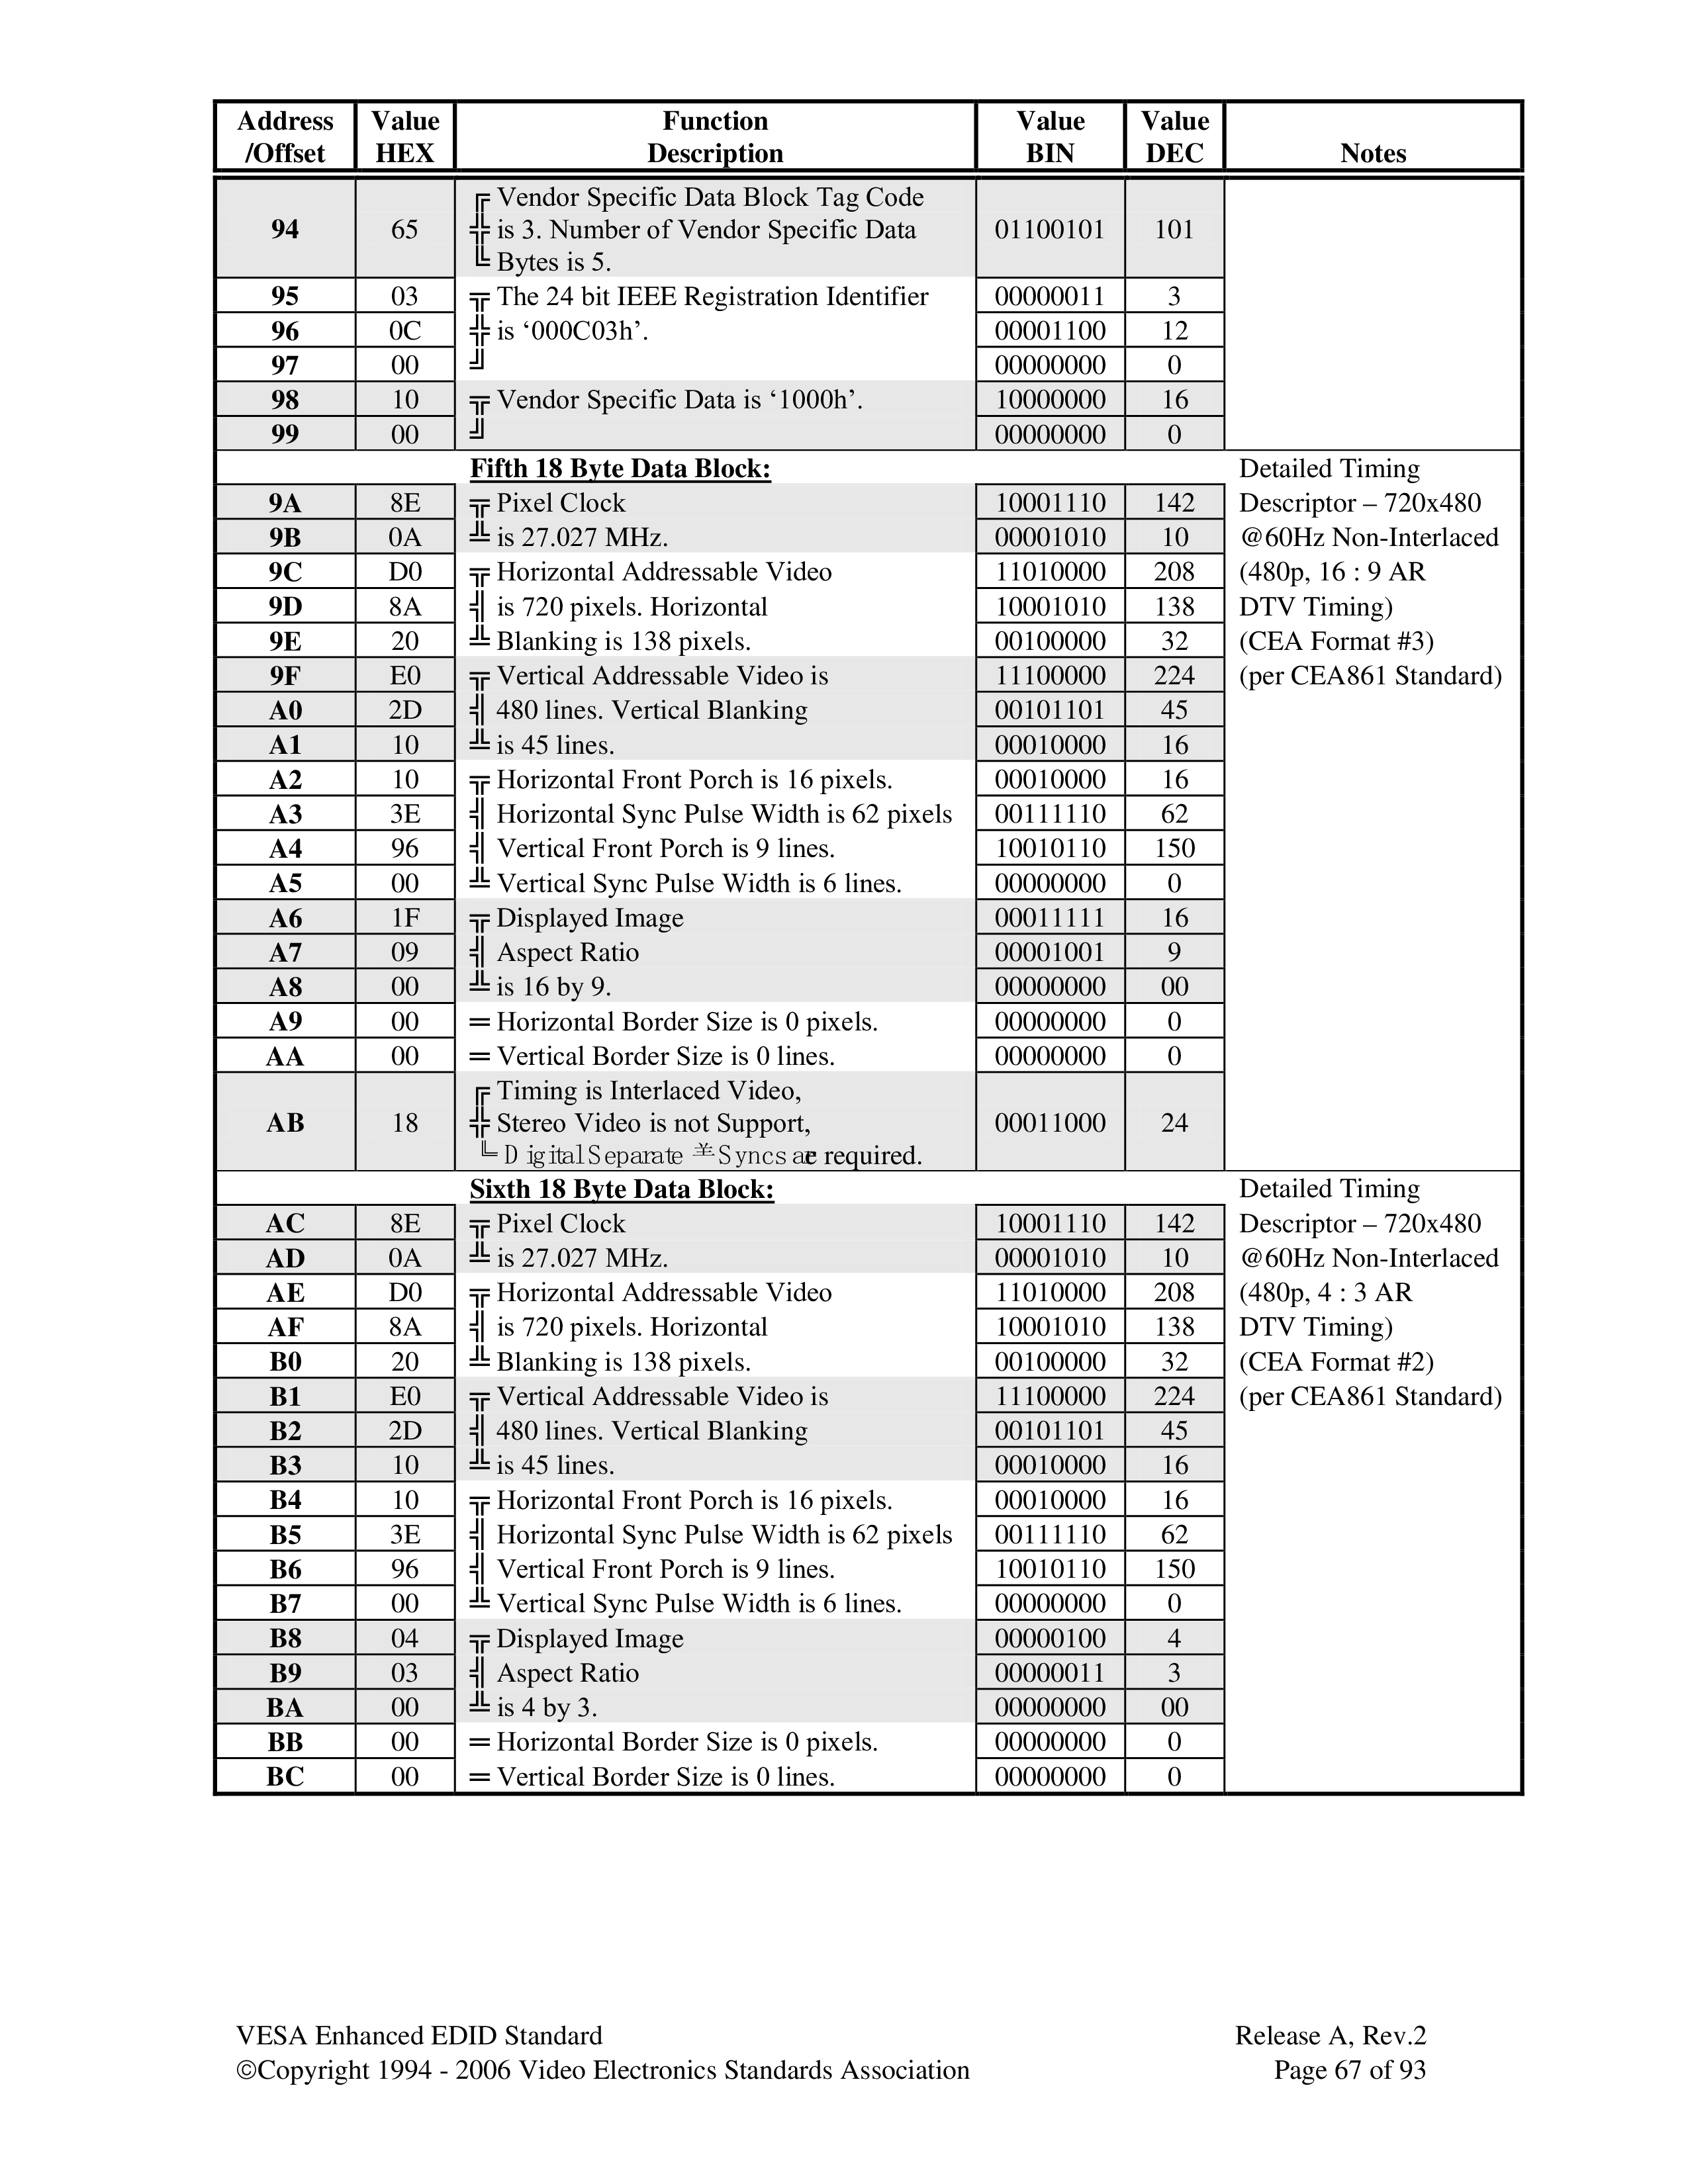 Address /Offset Value HEX Function Description Value BIN Value DEC Notes
94 65 ╔ Vendor Specific Data Block Tag Code ╬ is 3. Number of Vendor Specific Data ╚ Bytes is 5. 01100101 101
95 03 ╦ The 24 bit IEEE Registration Identifier 00000011 3
96 0C ╬ is ‘000C03h’. 00001100 12
97 00 ╝ 00000000 0
98 10 ╦ Vendor Specific Data is ‘1000h’. 10000000 16
99 00 ╝ 00000000 0
Fifth 18 Byte Data Block: Detailed Timing
9A 8E ╦ Pixel Clock 10001110 142 Descriptor – 720x480
9B 0A ╩ is 27.027 MHz. 00001010 10 @60Hz Non-Interlaced
9C D0 ╦ Horizontal Addressable Video 11010000 208 (480p, 16 : 9 AR
9D 8A ╣ is 720 pixels. Horizontal 10001010 138 DTV Timing)
9E 20 ╩ Blanking is 138 pixels. 00100000 32 (CEA Format #3)
9F E0 ╦ Vertical Addressable Video is 11100000 224 (per CEA861 Standard)
A0 2D ╣ 480 lines. Vertical Blanking 00101101 45
A1 10 ╩ is 45 lines. 00010000 16
A2 10 ╦ Horizontal Front Porch is 16 pixels. 00010000 16
A3 3E ╣ Horizontal Sync Pulse Width is 62 pixels 00111110 62
A4 96 ╣ Vertical Front Porch is 9 lines. 10010110 150
A5 00 ╩ Vertical Sync Pulse Width is 6 lines. 00000000 0
A6 1F ╦ Displayed Image 00011111 16
A7 09 ╣ Aspect Ratio 00001001 9
A8 00 ╩ is 16 by 9. 00000000 00
A9 00 ═ Horizontal Border Size is 0 pixels. 00000000 0
AA 00 ═ Vertical Border Size is 0 lines. 00000000 0
AB 18 ╔ Timing is Interlaced Video, ╬ Stereo Video is not Support, ╚ Digital Separate Syncs are required. 00011000 24
Sixth 18 Byte Data Block: Detailed Timing
AC 8E ╦ Pixel Clock 10001110 142 Descriptor – 720x480
AD 0A ╩ is 27.027 MHz. 00001010 10 @60Hz Non-Interlaced
AE D0 ╦ Horizontal Addressable Video 11010000 208 (480p, 4 : 3 AR
AF 8A ╣ is 720 pixels. Horizontal 10001010 138 DTV Timing)
B0 20 ╩ Blanking is 138 pixels. 00100000 32 (CEA Format #2)
B1 E0 ╦ Vertical Addressable Video is 11100000 224 (per CEA861 Standard)
B2 2D ╣ 480 lines. Vertical Blanking 00101101 45
B3 10 ╩ is 45 lines. 00010000 16
B4 10 ╦ Horizontal Front Porch is 16 pixels. 00010000 16
B5 3E ╣ Horizontal Sync Pulse Width is 62 pixels 00111110 62
B6 96 ╣ Vertical Front Porch is 9 lines. 10010110 150
B7 00 ╩ Vertical Sync Pulse Width is 6 lines. 00000000 0
B8 04 ╦ Displayed Image 00000100 4
B9 03 ╣ Aspect Ratio 00000011 3
BA 00 ╩ is 4 by 3. 00000000 00
BB 00 ═ Horizontal Border Size is 0 pixels. 00000000 0
BC 00 ═ Vertical Border Size is 0 lines. 00000000 0
VESA Enhanced EDID Standard Release A, Rev.2
©Copyright 1994 - 2006 Video Electronics Standards Association Page 67 of 93